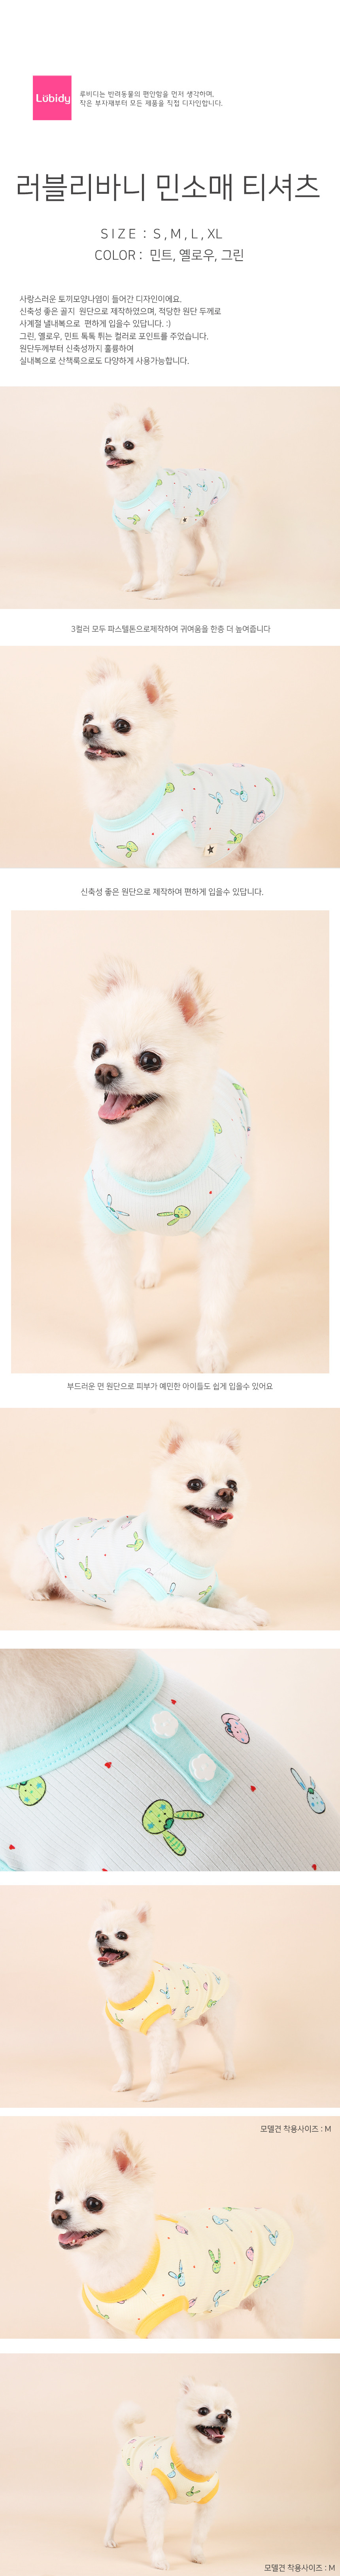 Lübidy
루비디는 반려동물의 편안함을 먼저 생각하며,
작은 부자재부터 모든 제품을 직접 디자인합니다.
러블리바니 민소매 티셔츠
SIZE : S , M , L , XL
COLOR : 민트, 옐로우, 그린
사랑스러운 토끼모양나염이 들어간 디자인이에요.
신축성 좋은 골지 원단으로 제작하였으며, 적당한 원단 두께로
사계절 낼내복으로 편하게 입을수 있답니다. :)
그린, 옐로우, 민트 톡톡 튀는 컬러로 포인트를 주었습니다.
원단두께부터 신축성까지 훌륭하여
실내복으로 산책룩으로도 다양하게 사용가능합니다.
3컬러 모두 파스텔톤으로제작하여 귀여움을 한층 더 높여줍니다
신축성 좋은 원단으로 제작하여 편하게 입을수 있답니다.
부드러운 면 원단으로 피부가 예민한 아이들도 쉽게 입을수 있어요
모델견 착용사이즈 : M
모델견 착용사이즈 : M